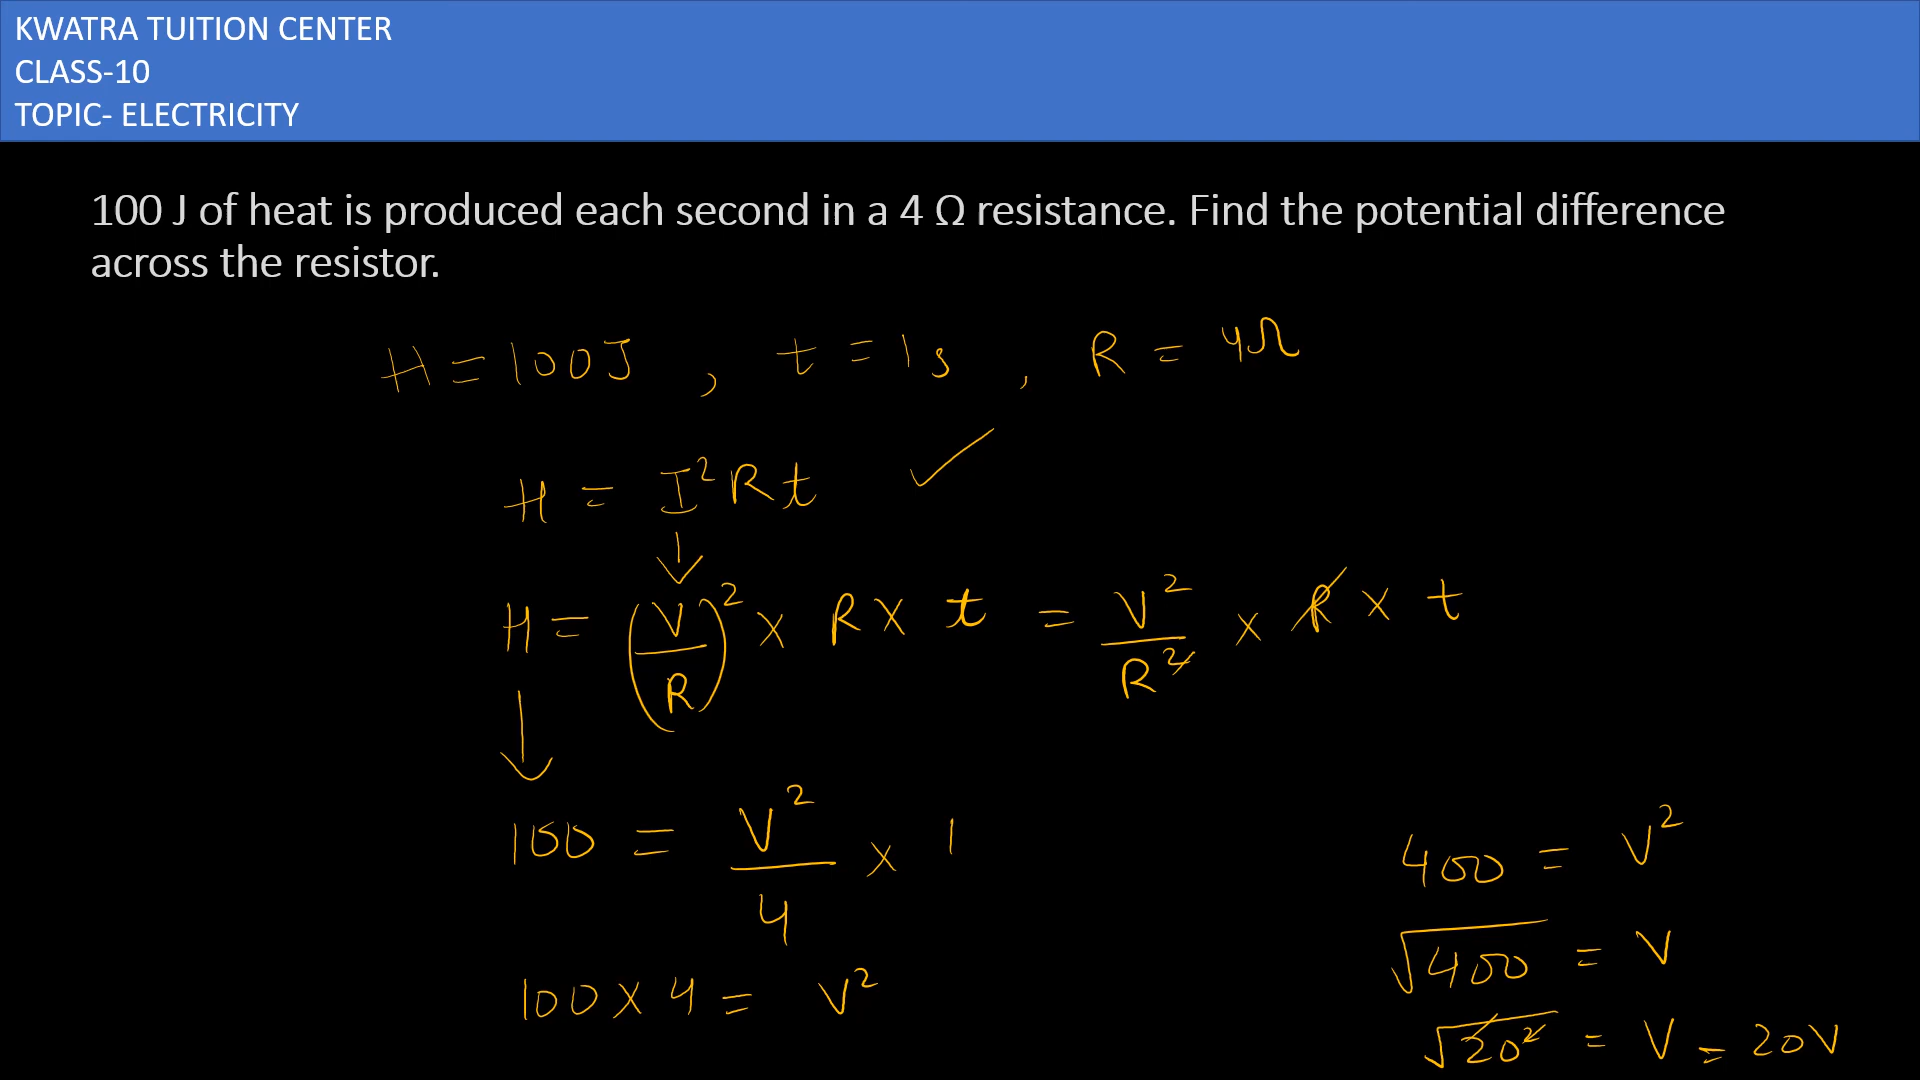 KWATRA TUITION CENTER
CLASS-10
TOPIC- ELECTRICITY
100 J of heat is produced each second in a 4 Ω resistance. Find the potential difference
across the resistor.
H = 100J , t = 1s , R = 4Ω
H = I²Rt ✓
↓
H = (V/R)² × R × t = V²/R² × R × t
↓
100 = V²/4 × 1
100 × 4 = V²
400 = V²
√400 = V
√20² = V = 20V